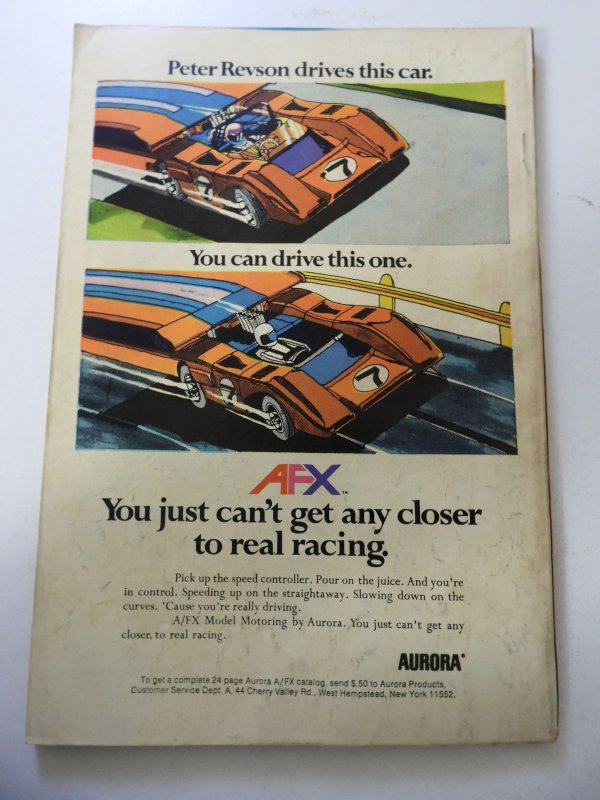 Peter Revson drives this car.
7
7
You can drive this one.
7
7
AFX™
You just can't get any closer
to real racing.
Pick up the speed controller. Pour on the juice. And you're
in control. Speeding up on the straightaway. Slowing down on the
curves. 'Cause you're really driving.
A/FX Model Motoring by Aurora. You just can't get any
closer, to real racing.
AURORA®
To get a complete 24 page Aurora A/FX catalog, send $.50 to Aurora Products,
Customer Service Dept. A, 44 Cherry Valley Rd., West Hempstead, New York 11552.